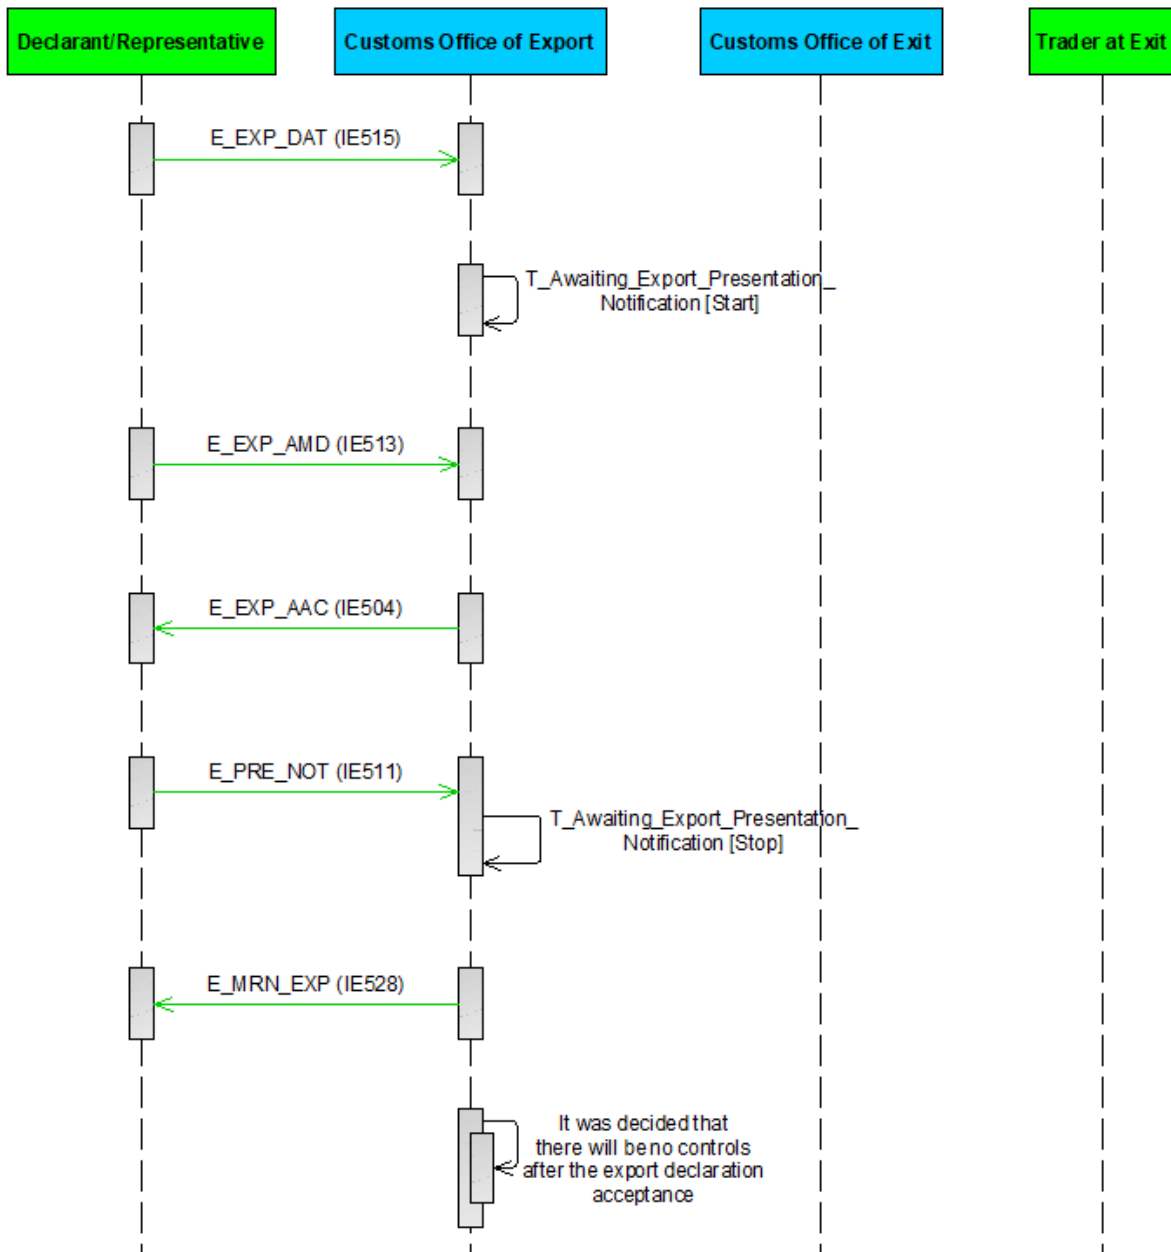 Declarant/Representative
Customs Office of Export
Customs Office of Exit
Trader at Exit
E_EXP_DAT (IE515)
T_Awaiting_Export_Presentation_
Notification [Start]
E_EXP_AMD (IE513)
E_EXP_AAC (IE504)
E_PRE_NOT (IE511)
T_Awaiting_Export_Presentation_
Notification [Stop]
E_MRN_EXP (IE528)
It was decided that
there will be no controls
after the export declaration
acceptance